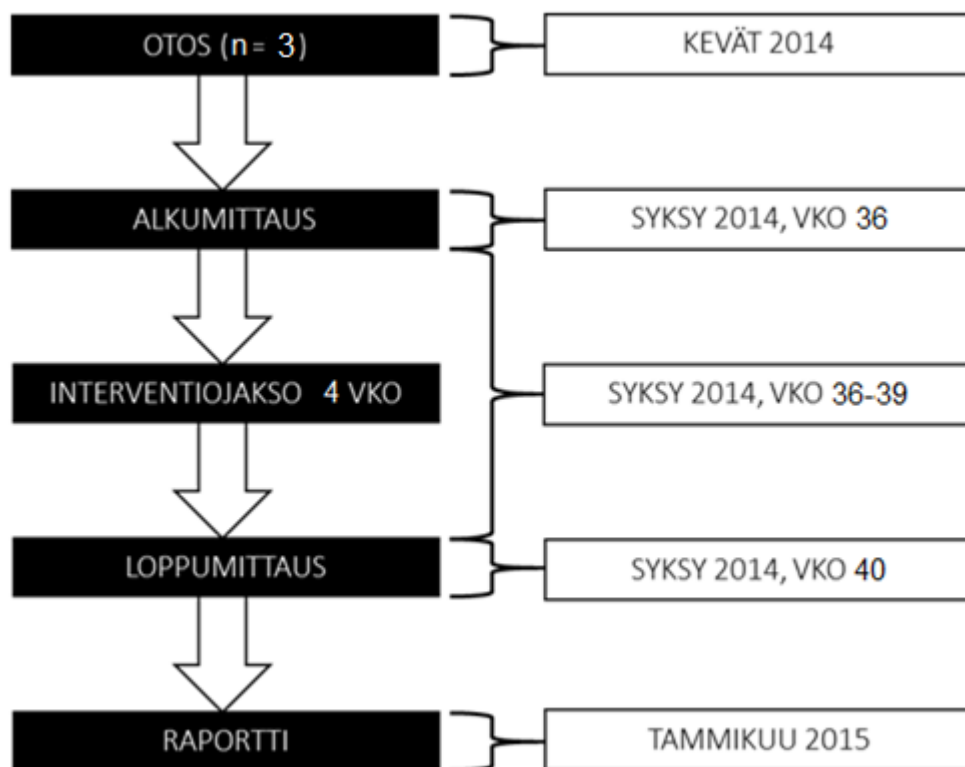 OTOS (n= 3)
KEVÄT 2014
ALKUMITTAUS
SYKSY 2014, VKO 36
INTERVENTIOJAKSO 4 VKO
SYKSY 2014, VKO 36-39
LOPPUMITTAUS
SYKSY 2014, VKO 40
RAPORTTI
TAMMIKUU 2015